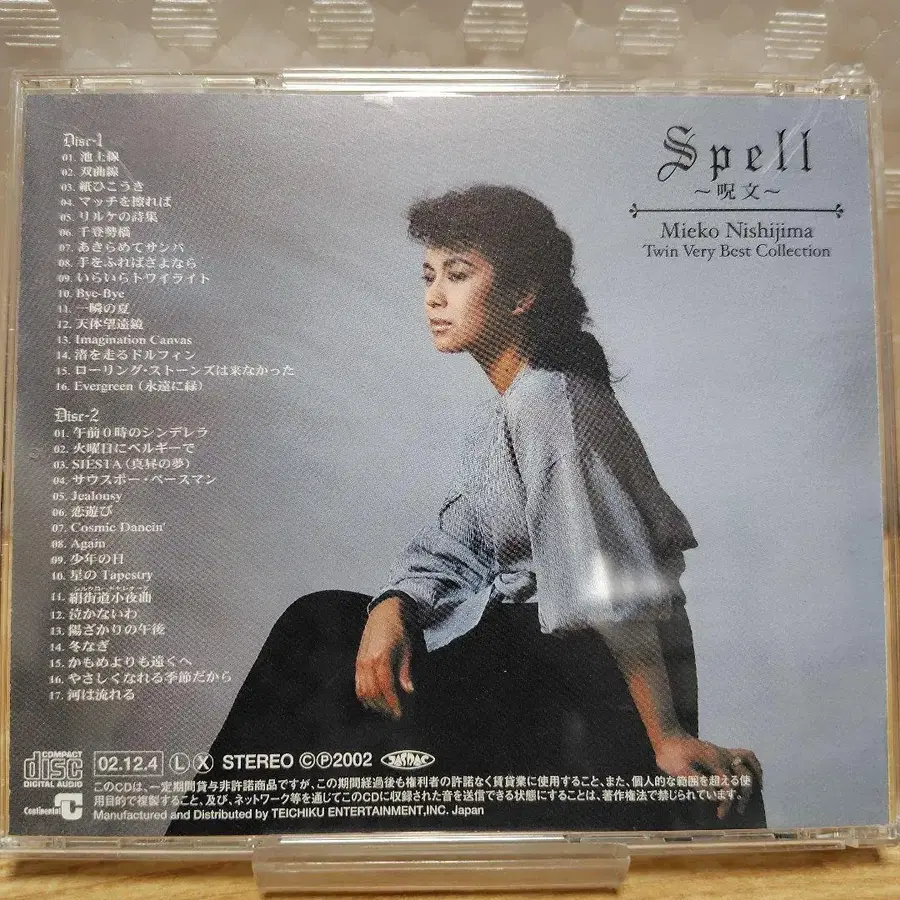 Disc-1
01. 池上線
02. 双曲線
03. 紙ひこうき
04. マッチを擦れば
05. リルケの詩集
06. 千登勢橋
07. あきらめてサンバ
08. 手をふればさよなら
09. いらいらトワイライト
10. Bye-Bye
11. 一瞬の夏
12. 天体望遠鏡
13. Imagination Canvas
14. 渚を走るドルフィン
15. ローリング・ストーンズは来なかった
16. Evergreen (永遠に緑)
Disc-2
01. 午前0時のシンデレラ
02. 火曜日にベルギーで
03. SIESTA (真昼の夢)
04. サウスポー・ベースマン
05. Jealousy
06. 恋遊び
07. Cosmic Dancin'
08. Again
09. 少年の日
10. 星の Tapestry
11. 絹街道小夜曲
12. 泣かないわ
13. 陽ざかりの午後
14. 冬なぎ
15. かもめよりも遠くへ
16. やさしくなれる季節だから
17. 河は流れる
Spell
～呪文～
Mieko Nishijima
Twin Very Best Collection
COMPACT
disc
DIGITAL AUDIO
02.12.4 L X STEREO ©℗2002 JASRAC
このCDは、一定期間貸与非許諾商品ですが、この期間経過後も権利者の許諾なく賃貸業に使用すること、また、個人的な範囲を超える使
用目的で複製すること、及び、ネットワーク等を通じてこのCDに収録された音を送信できる状態にすることは、著作権法で禁じられています。
Continental
Manufactured and Distributed by TEICHIKU ENTERTAINMENT,INC. Japan